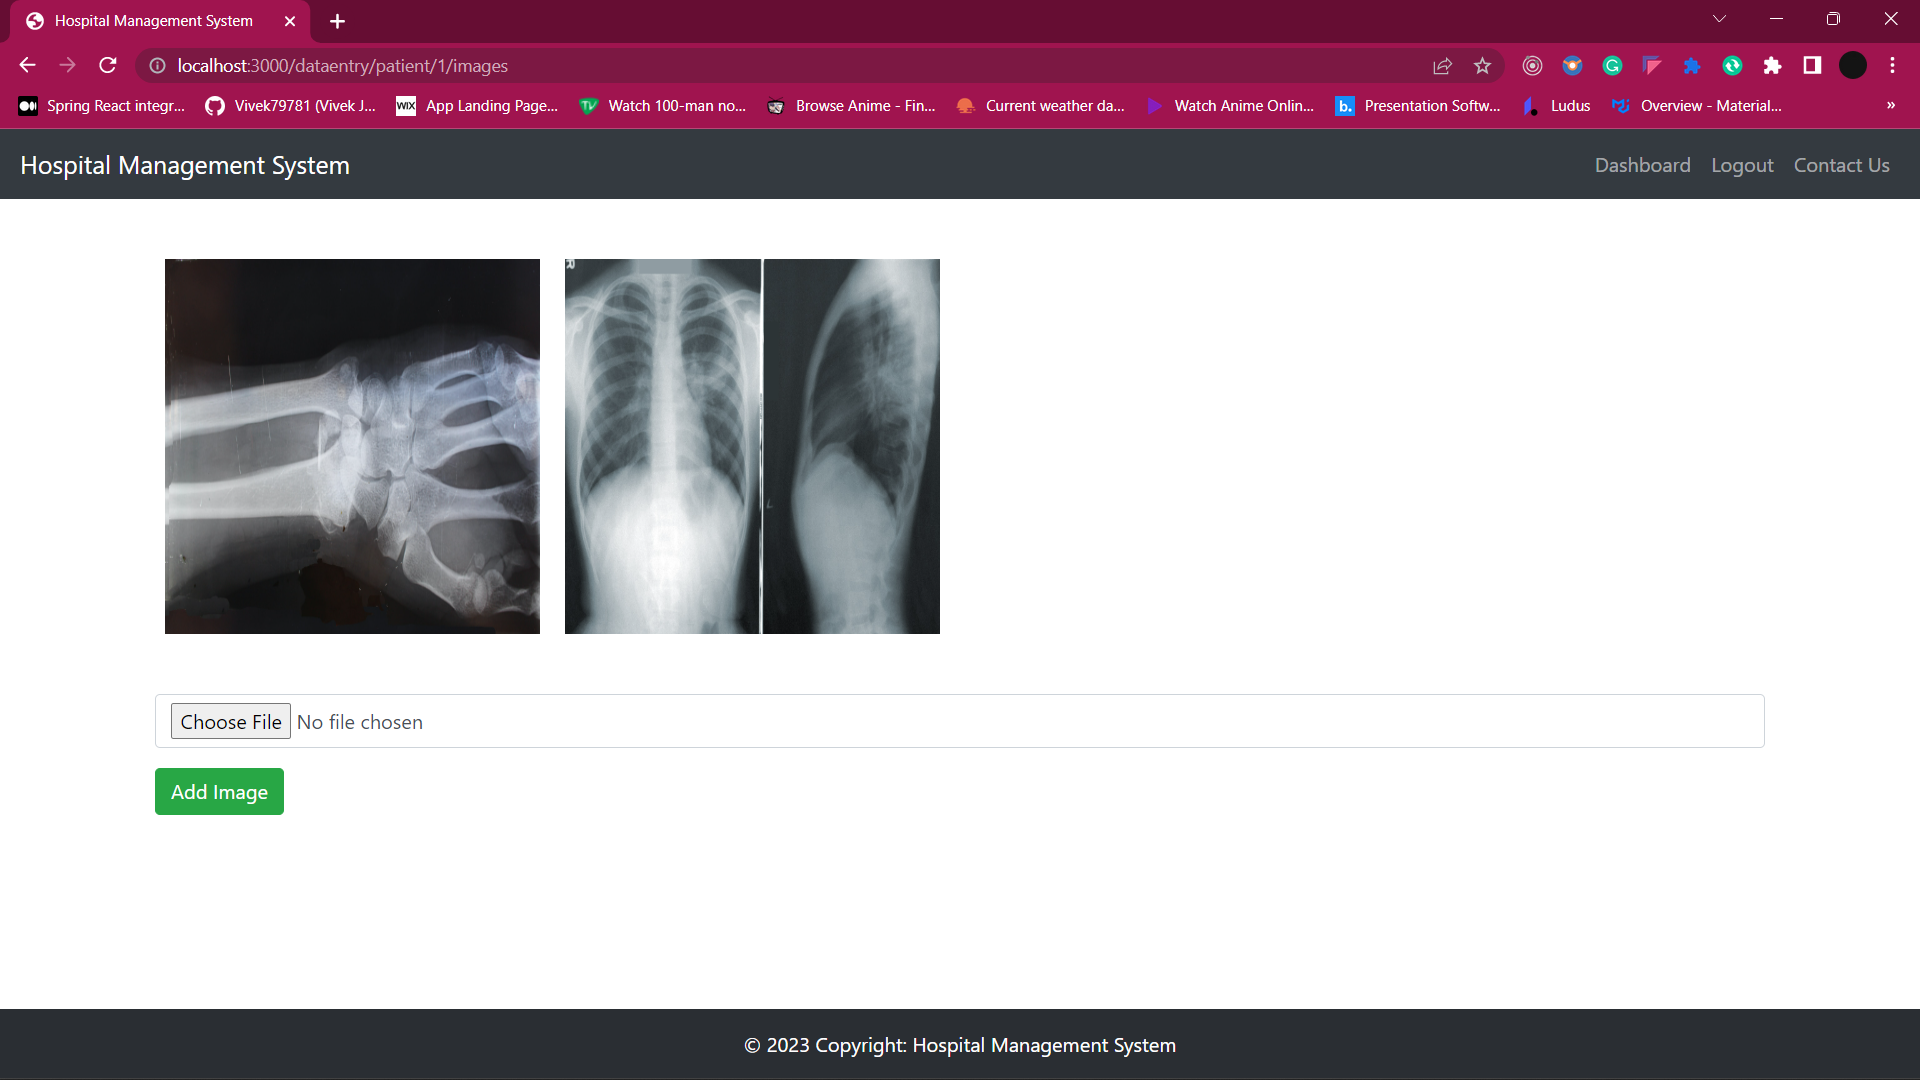 Hospital Management System
localhost:3000/dataentry/patient/1/images
Spring React integr... Vivek79781 (Vivek J... WIX App Landing Page... TV Watch 100-man no... Browse Anime - Fin... Current weather da... Watch Anime Onlin... b. Presentation Softw... Ludus Overview - Material... »
Hospital Management System Dashboard Logout Contact Us
R
Choose File No file chosen
Add Image
© 2023 Copyright: Hospital Management System